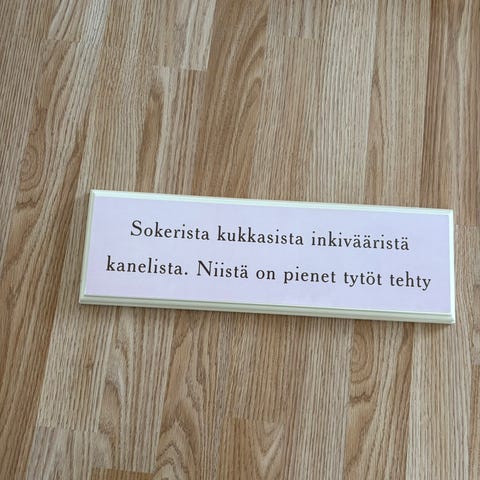 Sokerista kukkasista inkivääristä
kanelista. Niistä on pienet tytöt tehty